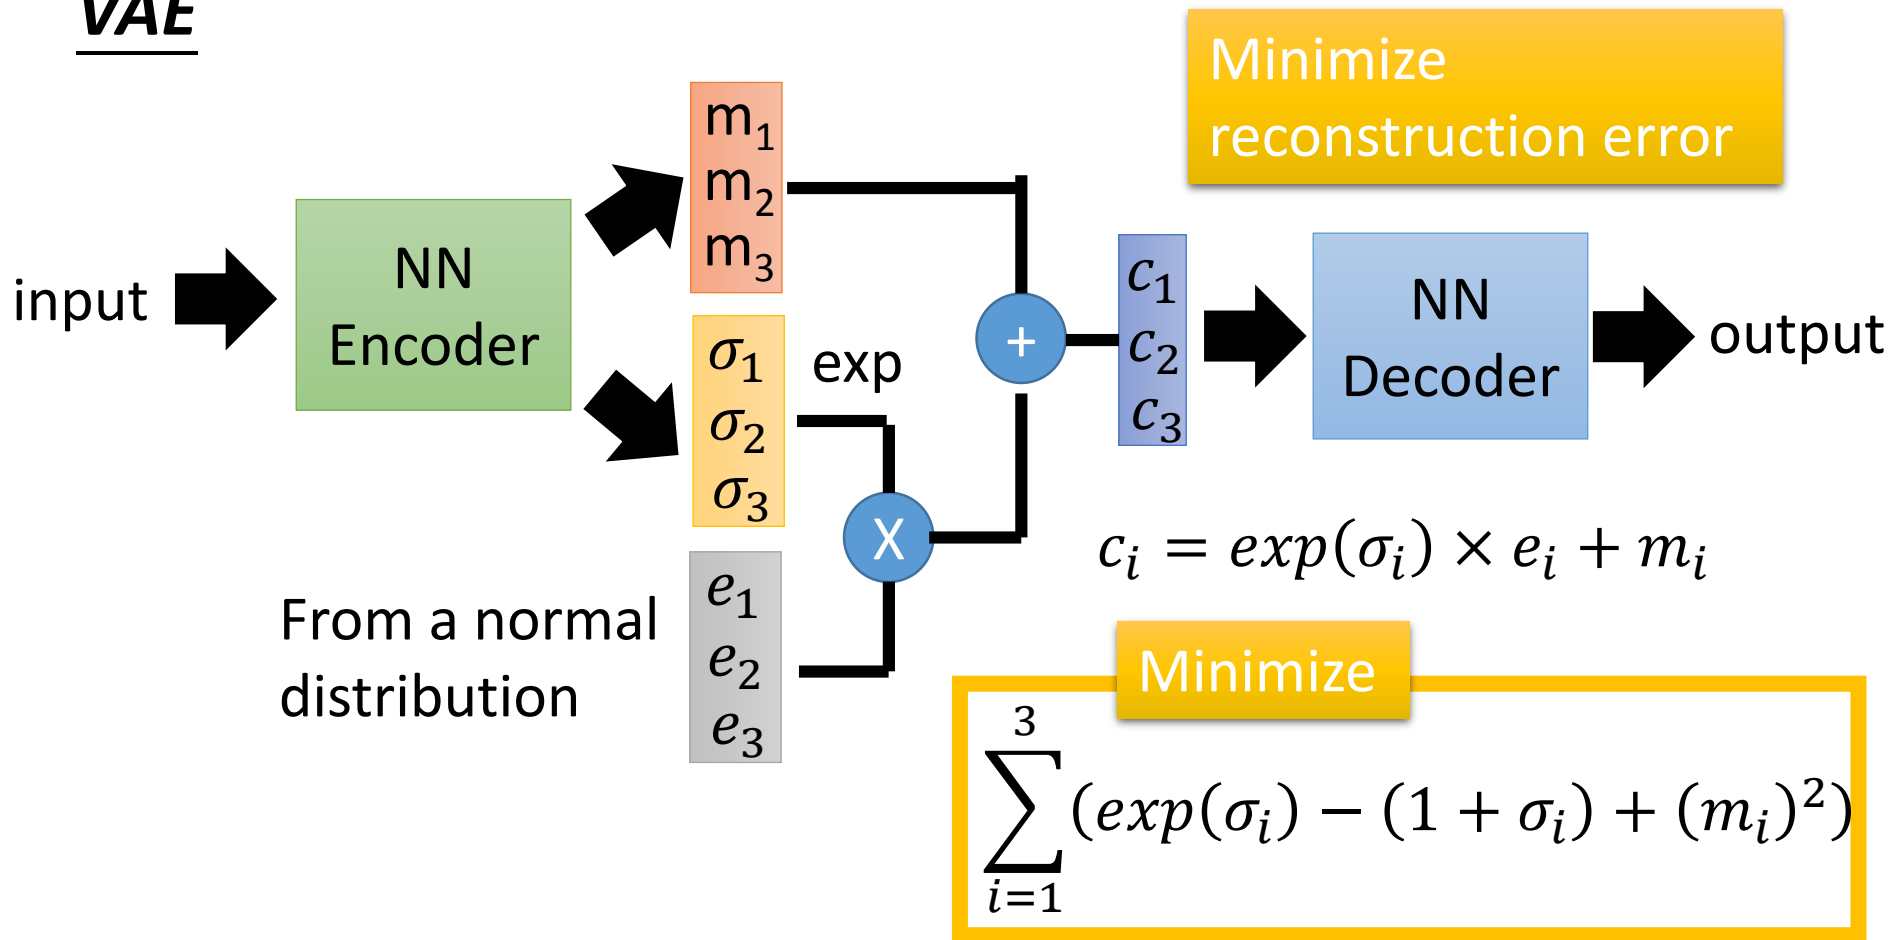 VAE
Minimize
reconstruction error
m₁
m₂
m₃
input
NN
Encoder
σ₁
σ₂
σ₃
exp
+
X
c₁
c₂
c₃
NN
Decoder
output
From a normal
distribution
e₁
e₂
e₃
cᵢ = exp(σᵢ) × eᵢ + mᵢ
Minimize
∑³ᵢ₌₁ (exp(σᵢ) − (1 + σᵢ) + (mᵢ)²)